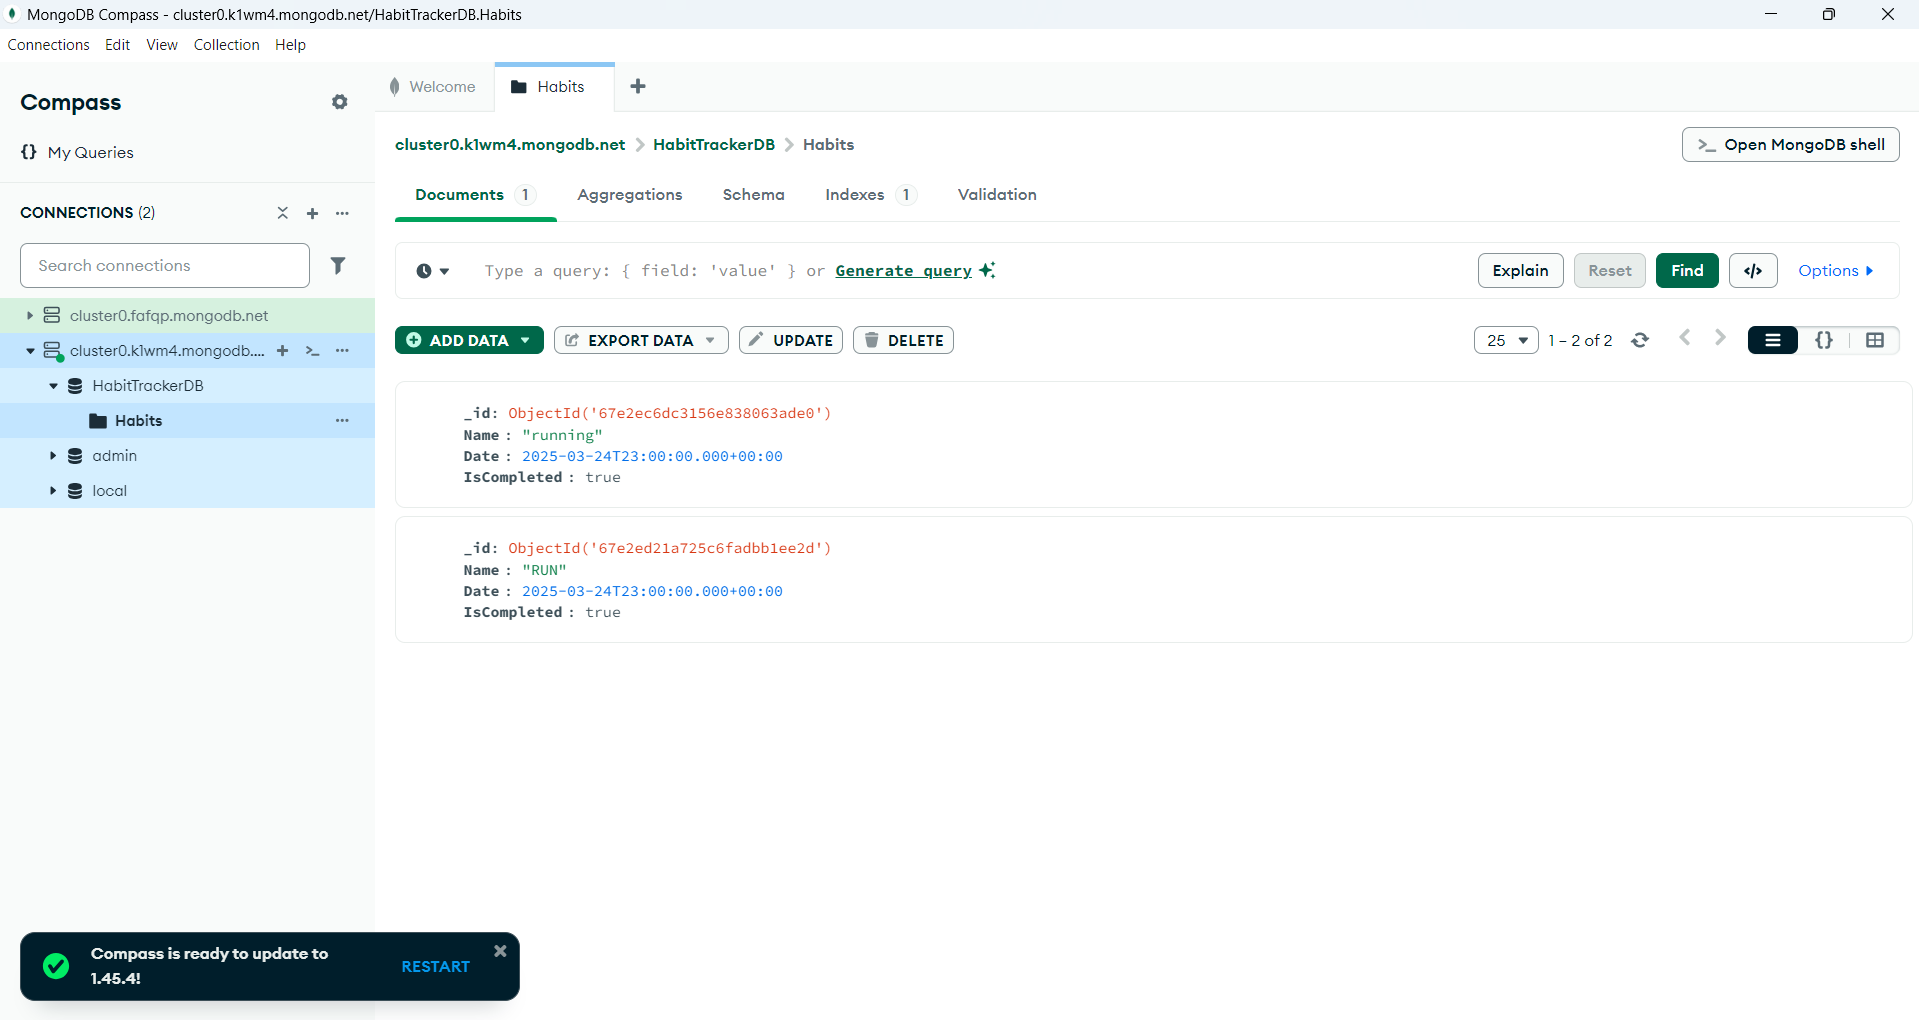 MongoDB Compass - cluster0.k1wm4.mongodb.net/HabitTrackerDB.Habits
Connections Edit View Collection Help
Compass
My Queries
CONNECTIONS (2)
Search connections
cluster0.fafqp.mongodb.net
cluster0.k1wm4.mongodb....
HabitTrackerDB
Habits
admin
local
Welcome
Habits
cluster0.k1wm4.mongodb.net > HabitTrackerDB > Habits
>_ Open MongoDB shell
Documents 1 Aggregations Schema Indexes 1 Validation
Type a query: { field: 'value' } or Generate query
Explain Reset Find </> Options
ADD DATA EXPORT DATA UPDATE DELETE
25 1 – 2 of 2 {}
_id: ObjectId('67e2ec6dc3156e838063ade0')
Name : "running"
Date : 2025-03-24T23:00:00.000+00:00
IsCompleted : true
_id: ObjectId('67e2ed21a725c6fadbb1ee2d')
Name : "RUN"
Date : 2025-03-24T23:00:00.000+00:00
IsCompleted : true
Compass is ready to update to
1.45.4!
RESTART